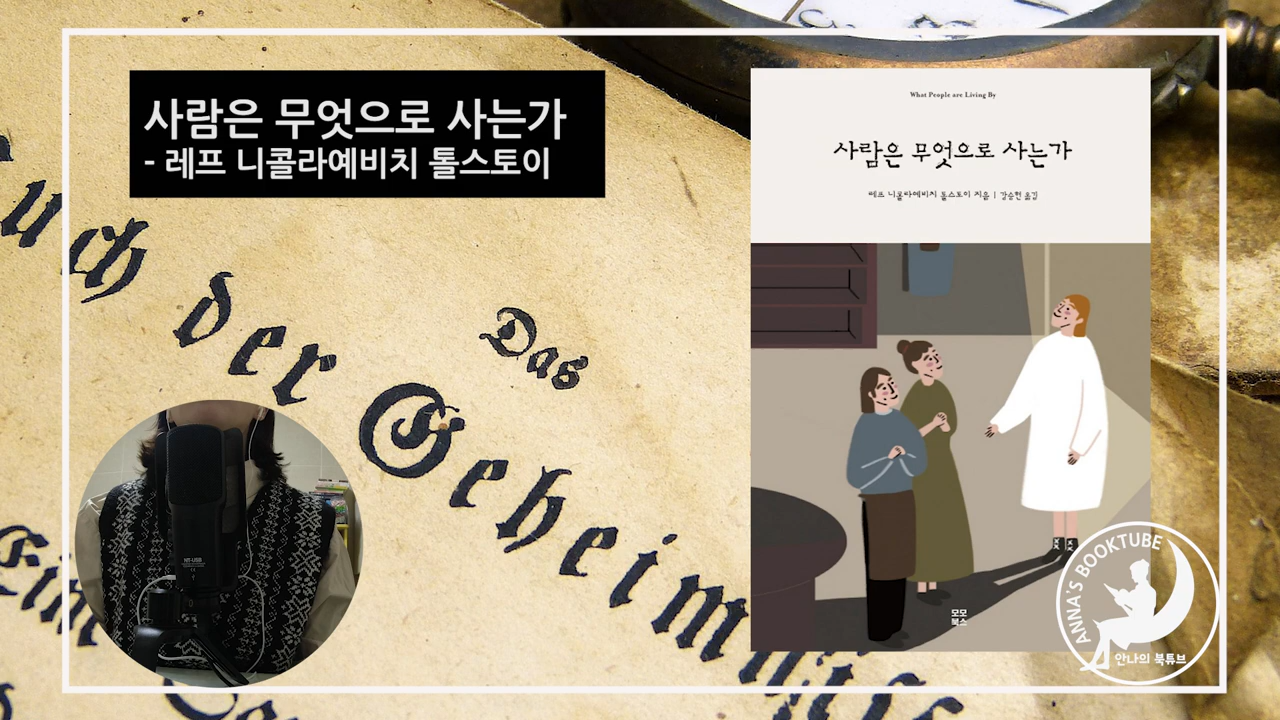 사람은 무엇으로 사는가
- 레프 니콜라예비치 톨스토이
What People are Living By
사람은 무엇으로 사는가
레프 니콜라예비치 톨스토이 지음 | 강승현 옮김
모모
북스
ANNA'S BOOKTUBE
안나의 북튜브
der
Das
Geheim
NT-USB